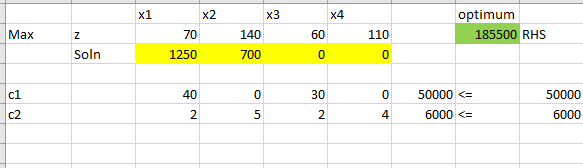 x1 x2 x3 x4 optimum
Max z 70 140 60 110 185500 RHS
Soln 1250 700 0 0
c1 40 0 30 0 50000 <= 50000
c2 2 5 2 4 6000 <= 6000